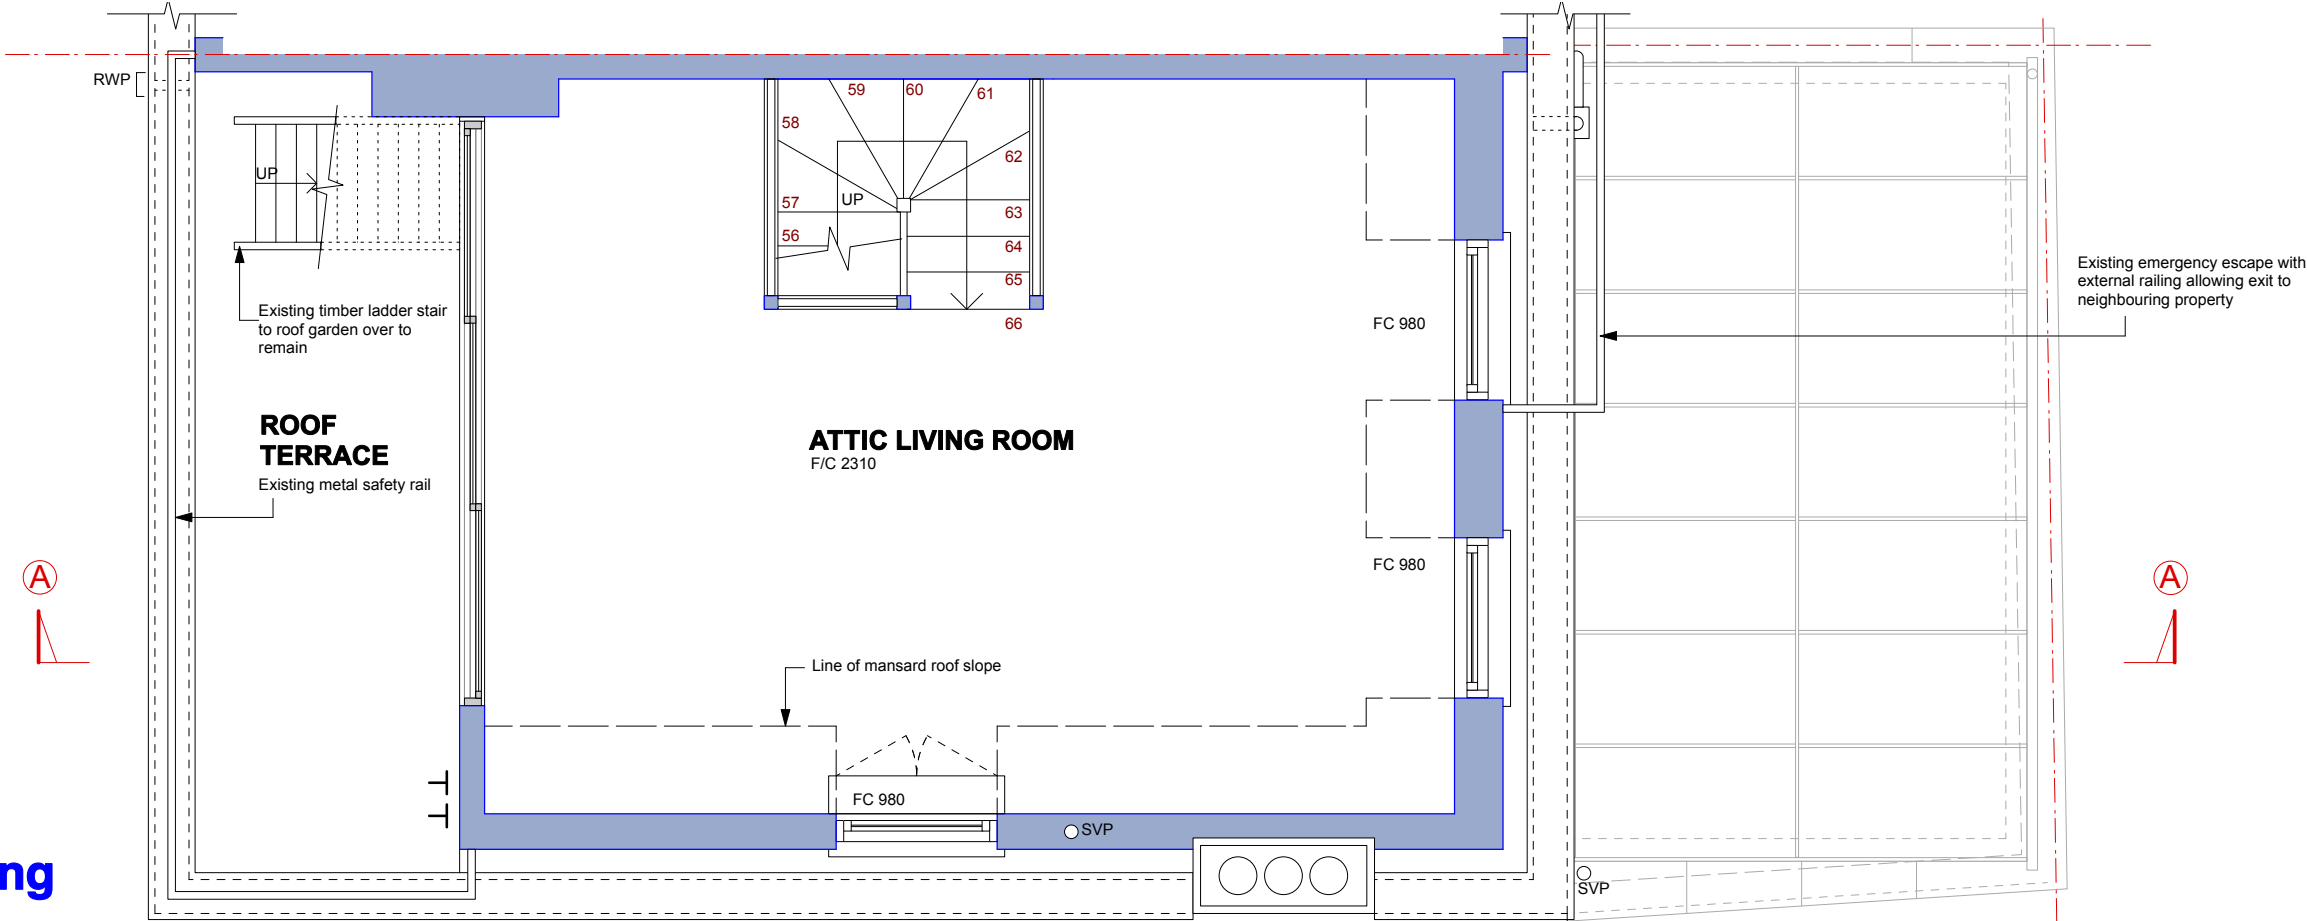 RWP
59
60
61
58
62
UP
57
UP
63
56
64
65
66
Existing timber ladder stair
to roof garden over to
remain
FC 980
Existing emergency escape with
external railing allowing exit to
neighbouring property
ROOF
TERRACE
Existing metal safety rail
ATTIC LIVING ROOM
F/C 2310
FC 980
A
A
Line of mansard roof slope
FC 980
SVP
SVP
ng